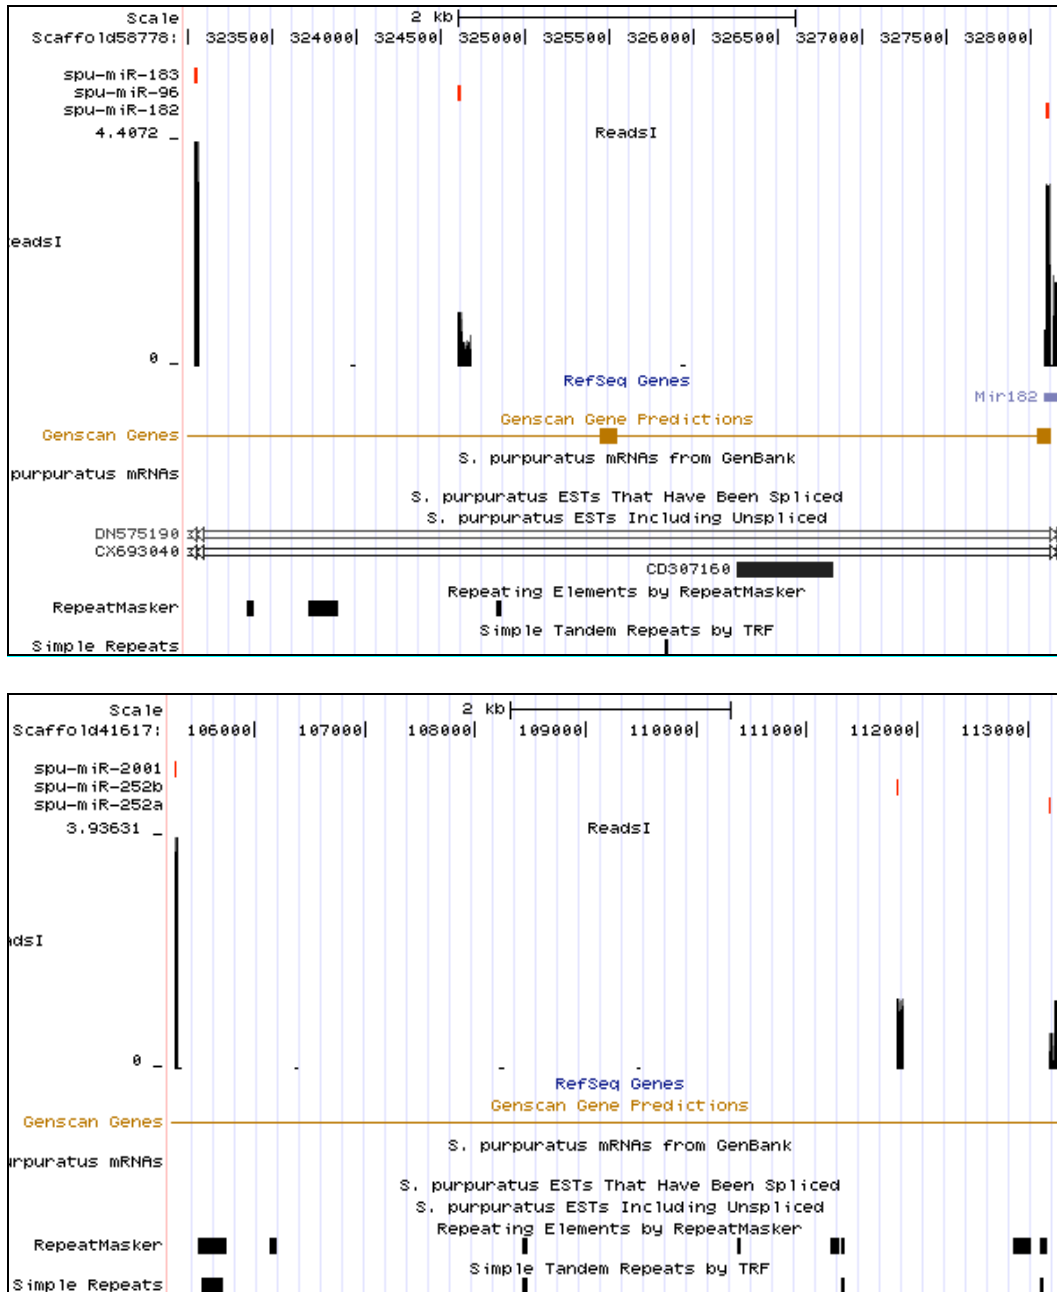 Scale 2 kb
Scaffold58778: 323500 324000 324500 325000 325500 326000 326500 327000 327500 328000
spu-miR-183
spu-miR-96
spu-miR-182
4.4072 _ ReadsI
eadsI
0 _
RefSeq Genes
Mir182
Genscan Gene Predictions
Genscan Genes
S. purpuratus mRNAs from GenBank
purpuratus mRNAs
S. purpuratus ESTs That Have Been Spliced
S. purpuratus ESTs Including Unspliced
DN575190
CX693040
CD307160
Repeating Elements by RepeatMasker
RepeatMasker
Simple Tandem Repeats by TRF
Simple Repeats
Scale 2 kb
Scaffold41617: 106000 107000 108000 109000 110000 111000 112000 113000
spu-miR-2001
spu-miR-252b
spu-miR-252a
3.93631 _ ReadsI
adsI
0 _
RefSeq Genes
Genscan Gene Predictions
Genscan Genes
S. purpuratus mRNAs from GenBank
urpuratus mRNAs
S. purpuratus ESTs That Have Been Spliced
S. purpuratus ESTs Including Unspliced
Repeating Elements by RepeatMasker
RepeatMasker
Simple Tandem Repeats by TRF
Simple Repeats